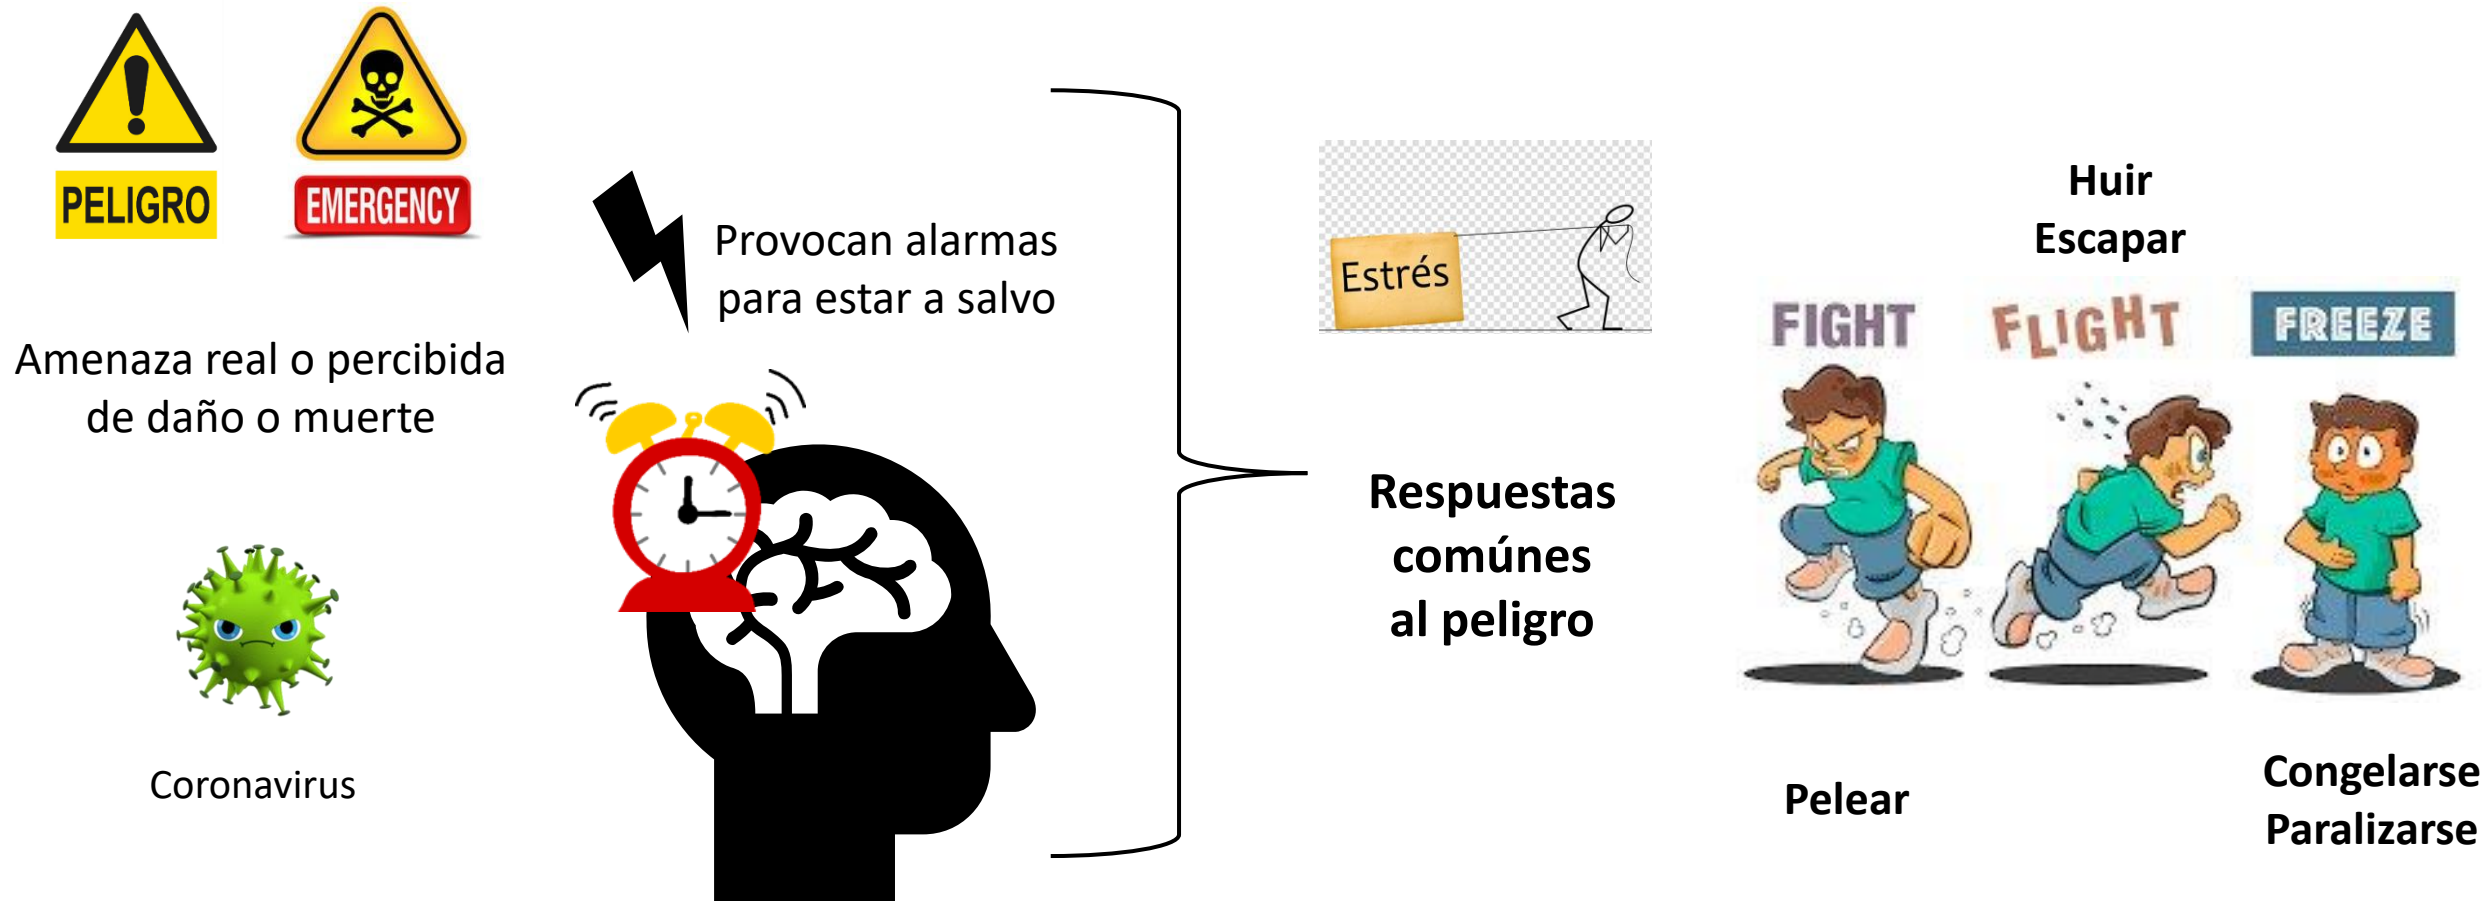 PELIGRO
EMERGENCY
Amenaza real o percibida
de daño o muerte
Coronavirus
Provocan alarmas
para estar a salvo
Estrés
Respuestas
comúnes
al peligro
Huir
Escapar
FIGHT
FLIGHT
FREEZE
Pelear
Congelarse
Paralizarse